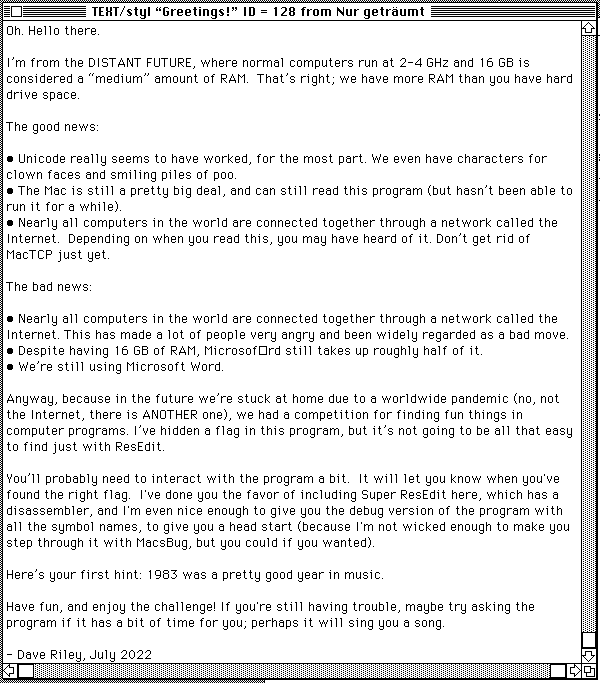 TEXT/styl “Greetings!” ID = 128 from Nur geträumt
Oh. Hello there.
I’m from the DISTANT FUTURE, where normal computers run at 2-4 GHz and 16 GB is
considered a “medium” amount of RAM.  That’s right; we have more RAM than you have hard
drive space.
The good news:
● Unicode really seems to have worked, for the most part. We even have characters for
clown faces and smiling piles of poo.
● The Mac is still a pretty big deal, and can still read this program (but hasn’t been able to
run it for a while).
● Nearly all computers in the world are connected together through a network called the
Internet.  Depending on when you read this, you may have heard of it. Don’t get rid of
MacTCP just yet.
The bad news:
● Nearly all computers in the world are connected together through a network called the
Internet. This has made a lot of people very angry and been widely regarded as a bad move.
● Despite having 16 GB of RAM, Microsof□rd still takes up roughly half of it.
● We’re still using Microsoft Word.
Anyway, because in the future we’re stuck at home due to a worldwide pandemic (no, not
the Internet, there is ANOTHER one), we had a competition for finding fun things in
computer programs. I’ve hidden a flag in this program, but it’s not going to be all that easy
to find just with ResEdit.
You’ll probably need to interact with the program a bit.  It will let you know when you've
found the right flag.  I've done you the favor of including Super ResEdit here, which has a
disassembler, and I'm even nice enough to give you the debug version of the program with
all the symbol names, to give you a head start (because I'm not wicked enough to make you
step through it with MacsBug, but you could if you wanted).
Here’s your first hint: 1983 was a pretty good year in music.
Have fun, and enjoy the challenge! If you're still having trouble, maybe try asking the
program if it has a bit of time for you; perhaps it will sing you a song.
- Dave Riley, July 2022